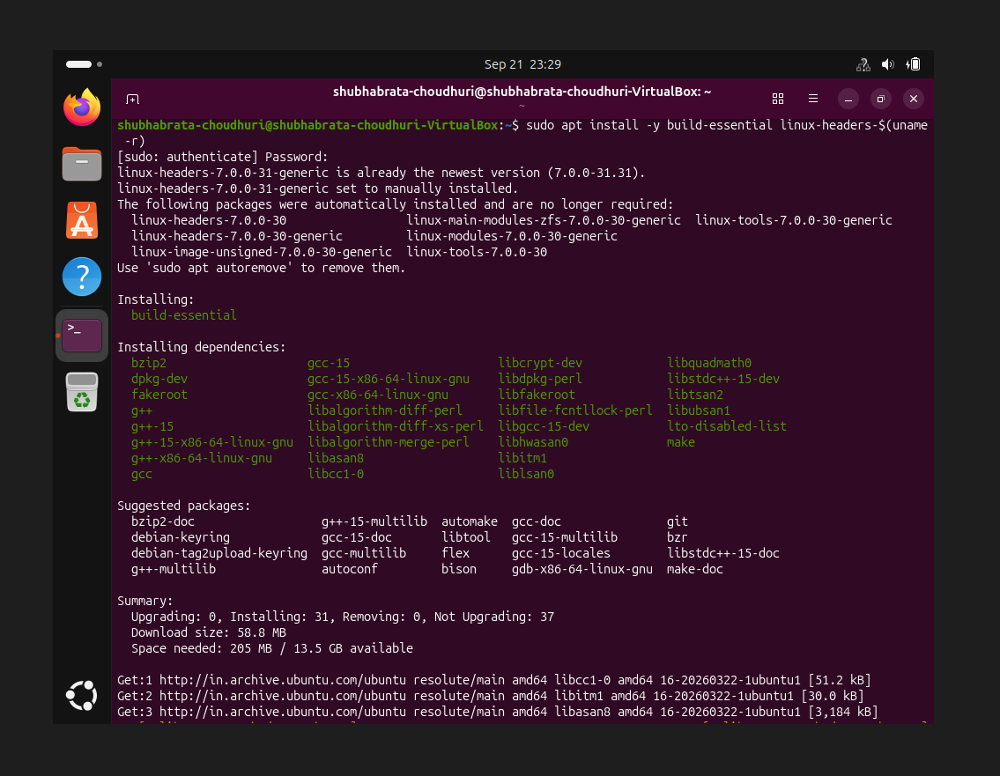 Sep 21 23:29
shubhabrata-choudhuri@shubhabrata-choudhuri-VirtualBox: ~
~
shubhabrata-choudhuri@shubhabrata-choudhuri-VirtualBox:~$ sudo apt install -y build-essential linux-headers-$(uname
-r)
[sudo: authenticate] Password:
linux-headers-7.0.0-31-generic is already the newest version (7.0.0-31.31).
linux-headers-7.0.0-31-generic set to manually installed.
The following packages were automatically installed and are no longer required:
linux-headers-7.0.0-30 linux-main-modules-zfs-7.0.0-30-generic linux-tools-7.0.0-30-generic
linux-headers-7.0.0-30-generic linux-modules-7.0.0-30-generic
linux-image-unsigned-7.0.0-30-generic linux-tools-7.0.0-30
Use 'sudo apt autoremove' to remove them.
Installing:
build-essential
Installing dependencies:
bzip2 gcc-15 libcrypt-dev libquadmath0
dpkg-dev gcc-15-x86-64-linux-gnu libdpkg-perl libstdc++-15-dev
fakeroot gcc-x86-64-linux-gnu libfakeroot libtsan2
g++ libalgorithm-diff-perl libfile-fcntllock-perl libubsan1
g++-15 libalgorithm-diff-xs-perl libgcc-15-dev lto-disabled-list
g++-15-x86-64-linux-gnu libalgorithm-merge-perl libhwasan0 make
g++-x86-64-linux-gnu libasan8 libitm1
gcc libcc1-0 liblsan0
Suggested packages:
bzip2-doc g++-15-multilib automake gcc-doc git
debian-keyring gcc-15-doc libtool gcc-15-multilib bzr
debian-tag2upload-keyring gcc-multilib flex gcc-15-locales libstdc++-15-doc
g++-multilib autoconf bison gdb-x86-64-linux-gnu make-doc
Summary:
Upgrading: 0, Installing: 31, Removing: 0, Not Upgrading: 37
Download size: 58.8 MB
Space needed: 205 MB / 13.5 GB available
Get:1 http://in.archive.ubuntu.com/ubuntu resolute/main amd64 libcc1-0 amd64 16-20260322-1ubuntu1 [51.2 kB]
Get:2 http://in.archive.ubuntu.com/ubuntu resolute/main amd64 libitm1 amd64 16-20260322-1ubuntu1 [30.0 kB]
Get:3 http://in.archive.ubuntu.com/ubuntu resolute/main amd64 libasan8 amd64 16-20260322-1ubuntu1 [3,184 kB]